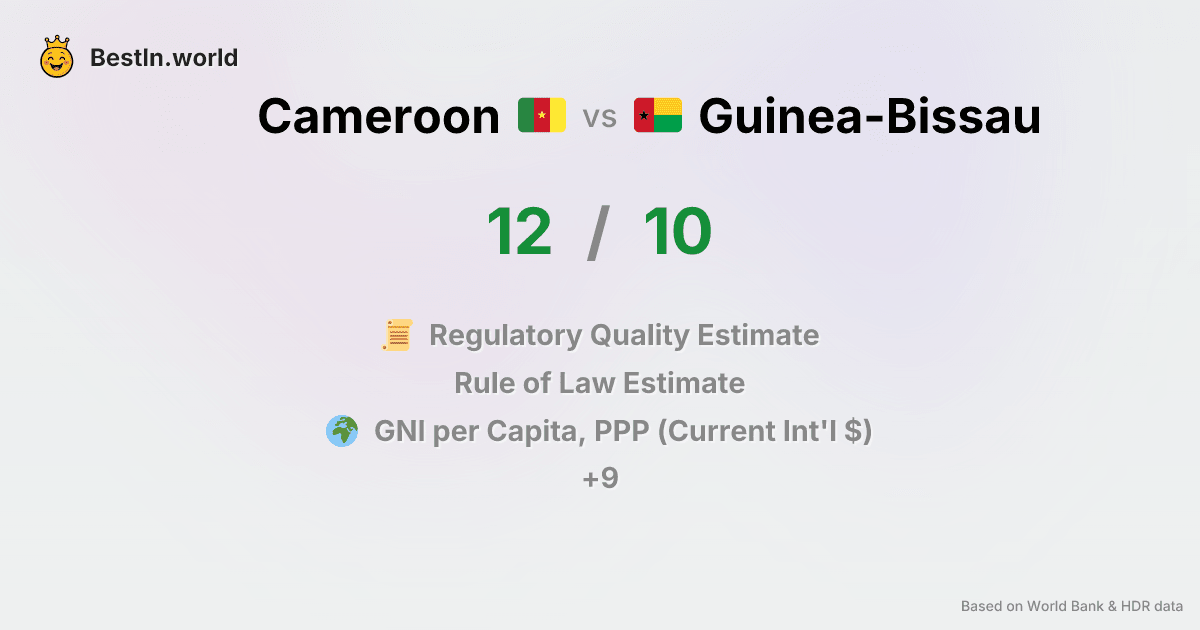 BestIn.world
Cameroon vs Guinea-Bissau
12 / 10
Regulatory Quality Estimate
Rule of Law Estimate
GNI per Capita, PPP (Current Int'l $)
+9
Based on World Bank & HDR data